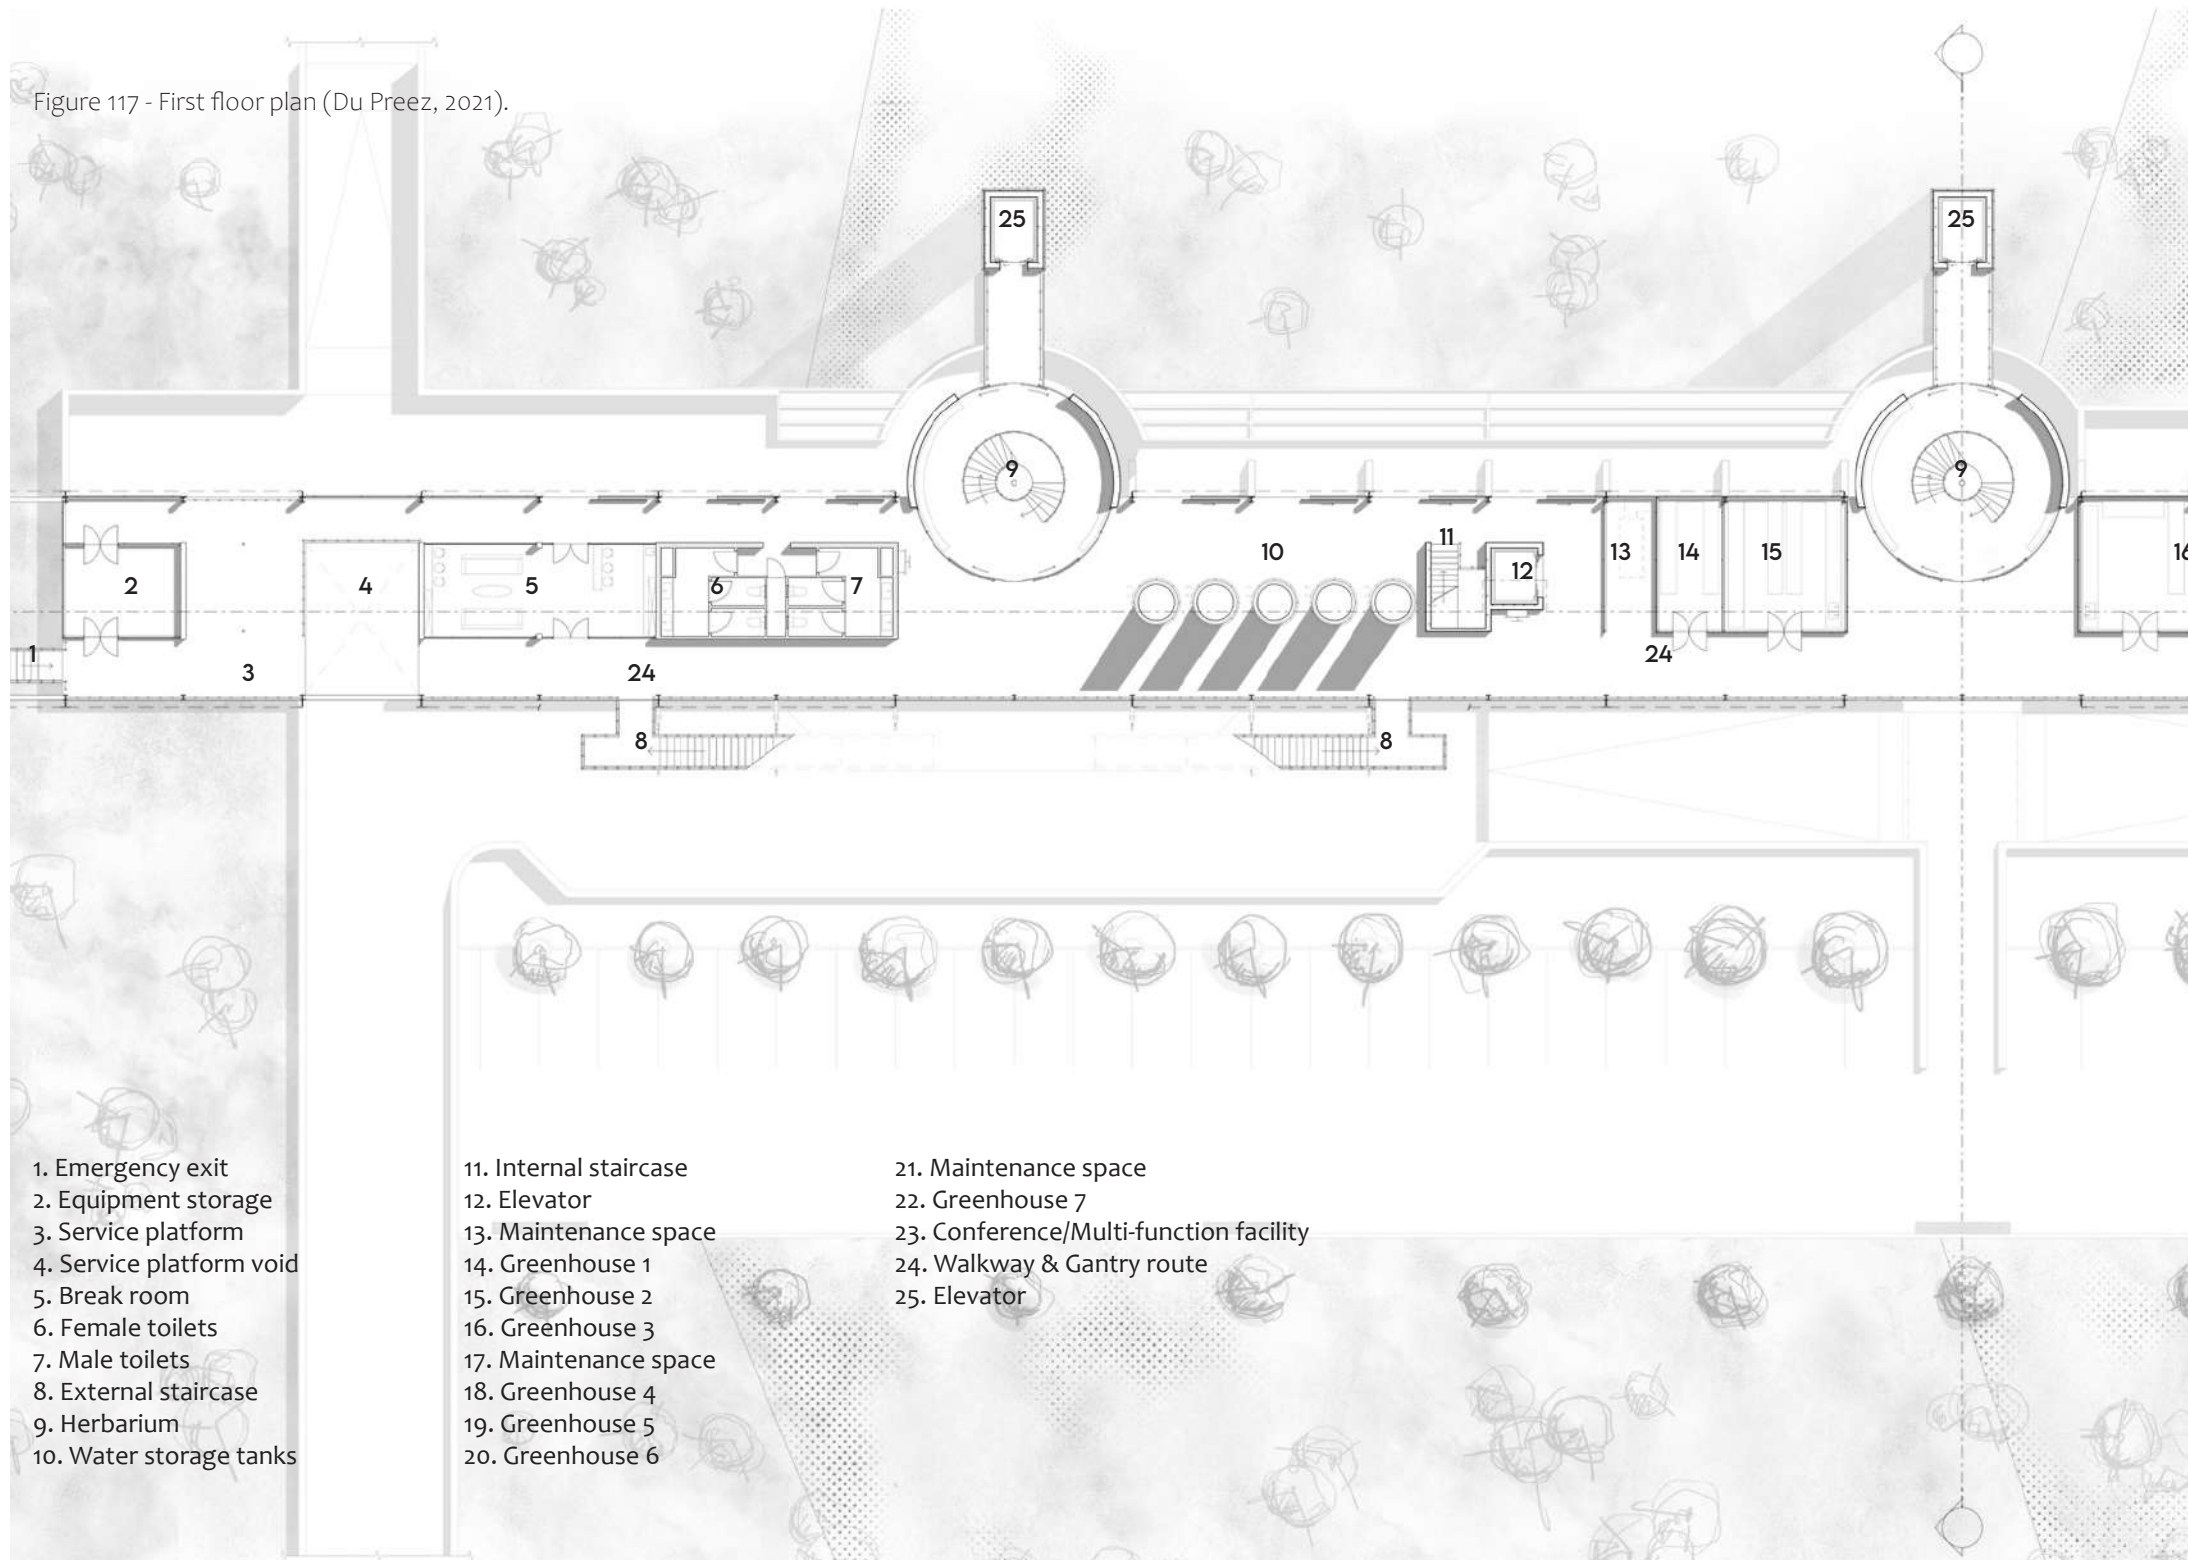 Figure 117 - First floor plan (Du Preez, 2021).
25
25
9
9
11
10
13
14
15
16
12
2
4
5
6
7
1
3
24
24
8
8
1. Emergency exit
2. Equipment storage
3. Service platform
4. Service platform void
5. Break room
6. Female toilets
7. Male toilets
8. External staircase
9. Herbarium
10. Water storage tanks
11. Internal staircase
12. Elevator
13. Maintenance space
14. Greenhouse 1
15. Greenhouse 2
16. Greenhouse 3
17. Maintenance space
18. Greenhouse 4
19. Greenhouse 5
20. Greenhouse 6
21. Maintenance space
22. Greenhouse 7
23. Conference/Multi-function facility
24. Walkway & Gantry route
25. Elevator